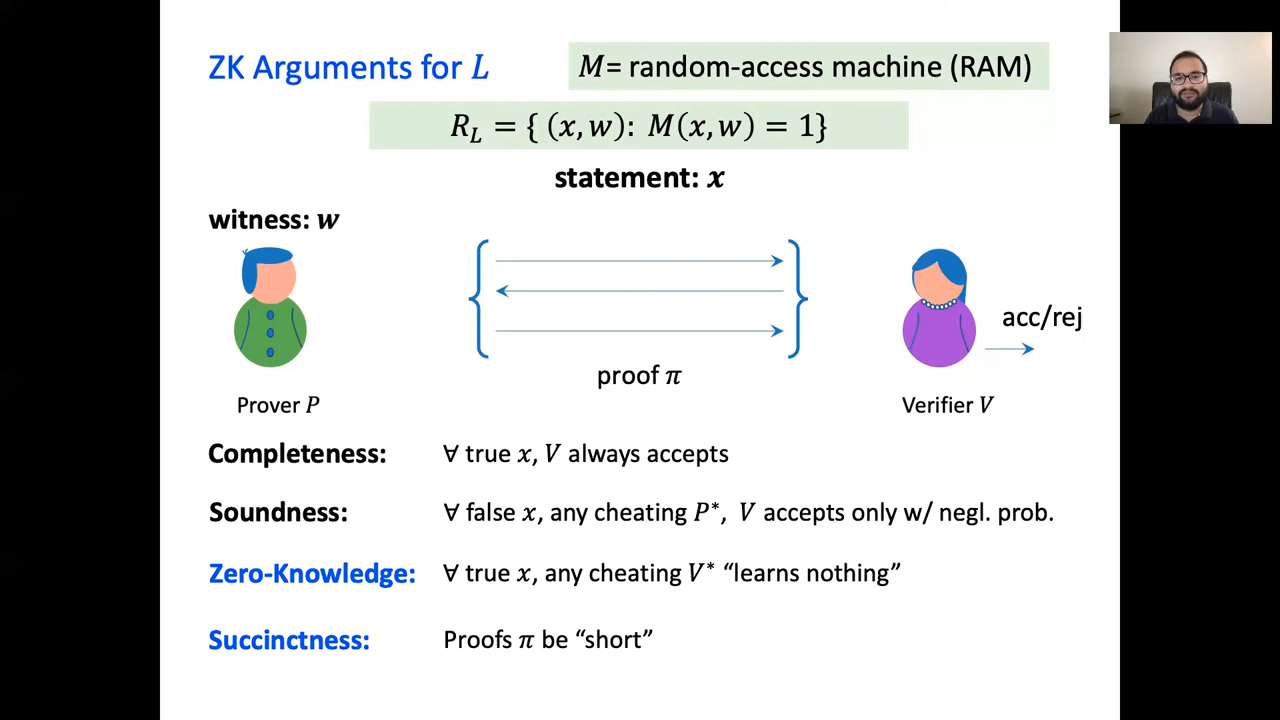 ZK Arguments for L
M= random-access machine (RAM)
R_L = { (x, w): M(x, w) = 1}
statement: x
witness: w
acc/rej
proof π
Prover P
Verifier V
Completeness: ∀ true x, V always accepts
Soundness: ∀ false x, any cheating P*, V accepts only w/ negl. prob.
Zero-Knowledge: ∀ true x, any cheating V* “learns nothing”
Succinctness: Proofs π be “short”